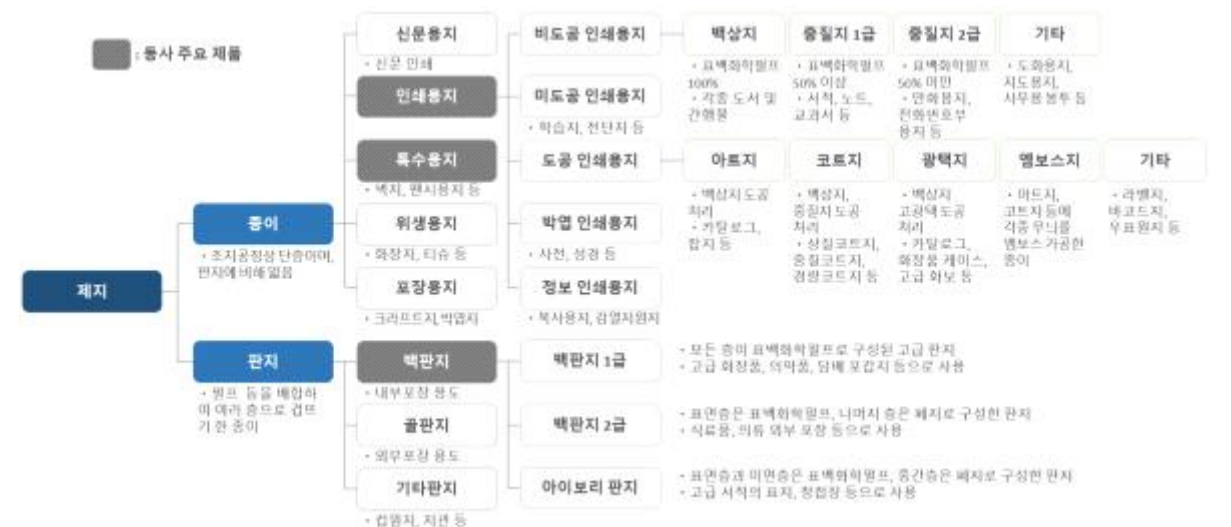 : 동사 주요 제품
신문용지
• 신문 인쇄
인쇄용지
특수용지
• 벽지, 팬시용지 등
위생용지
• 화장지, 티슈 등
포장용지
• 크라프트지, 박엽지
종이
• 초지공정상 단층이며,
판지에 비해 얇음
제지
판지
• 펄프 등을 배합하
여 여러 층으로 겹뜨
기 한 종이
백판지
• 내부포장 용도
골판지
• 외부포장 용도
기타판지
• 컵원지, 지관 등
비도공 인쇄용지
미도공 인쇄용지
• 학습지, 전단지 등
도공 인쇄용지
박엽 인쇄용지
• 사전, 성경 등
정보 인쇄용지
• 복사용지, 감열지원지
백상지
• 표백화학펄프
100%
• 각종 도서 및
간행물
중질지 1급
• 표백화학펄프
50% 이상
• 서적, 노트,
교과서 등
중질지 2급
• 표백화학펄프
50% 미만
• 만화용지,
전화번호부
용지 등
기타
• 도화용지,
지도용지,
사무용봉투 등
아트지
• 백상지 도공
처리
• 카탈로그,
잡지 등
코트지
• 백상지,
중질지 도공
처리
• 상질코트지,
중질코트지,
경량코트지 등
광택지
• 백상지
고광택 도공
처리
• 카탈로그,
화장품 케이스,
고급 화보 등
엠보스지
• 아트지,
코트지 등에
각종 무늬를
엠보스 가공한
종이
기타
• 라벨지,
바코드지,
우표원지 등
백판지 1급
• 모든 층이 표백화학펄프로 구성된 고급 판지
• 고급 화장품, 의약품, 담배 포갑지 등으로 사용
백판지 2급
• 표면층은 표백화학펄프, 나머지 층은 폐지로 구성한 판지
• 식료품, 의류 외부 포장 등으로 사용
아이보리 판지
• 표면층과 이면층은 표백화학펄프, 중간층은 폐지로 구성한 판지
• 고급 서적의 표지, 청첩장 등으로 사용